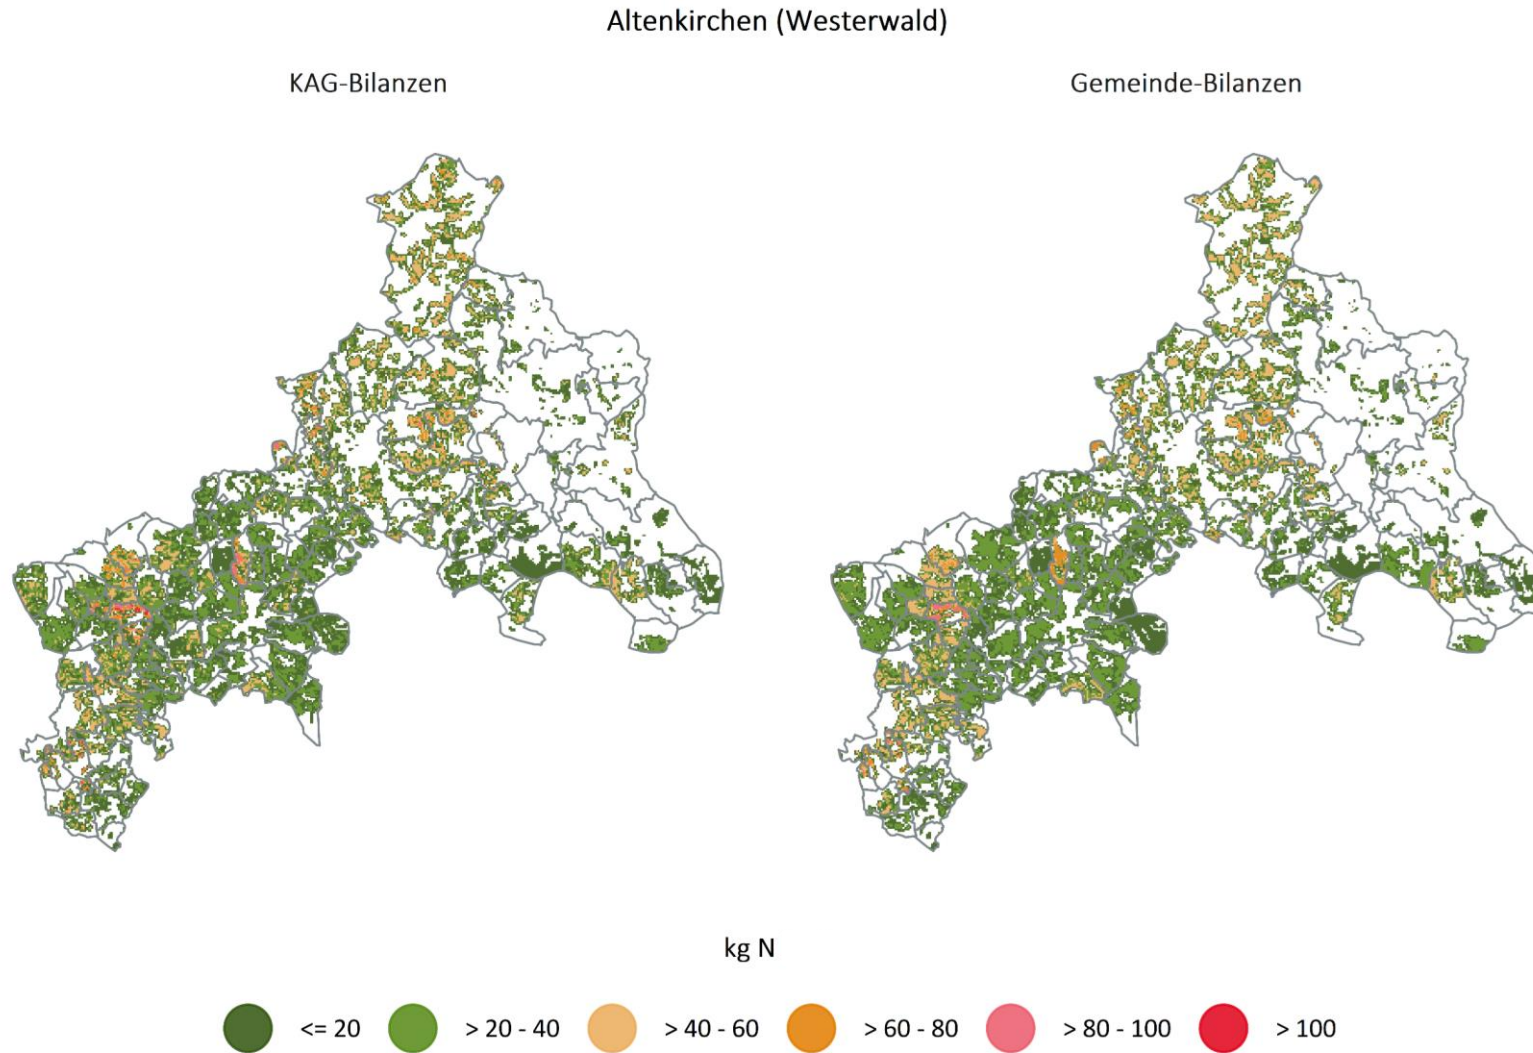 Altenkirchen (Westerwald)
KAG-Bilanzen
Gemeinde-Bilanzen
kg N
<= 20
> 20 - 40
> 40 - 60
> 60 - 80
> 80 - 100
> 100